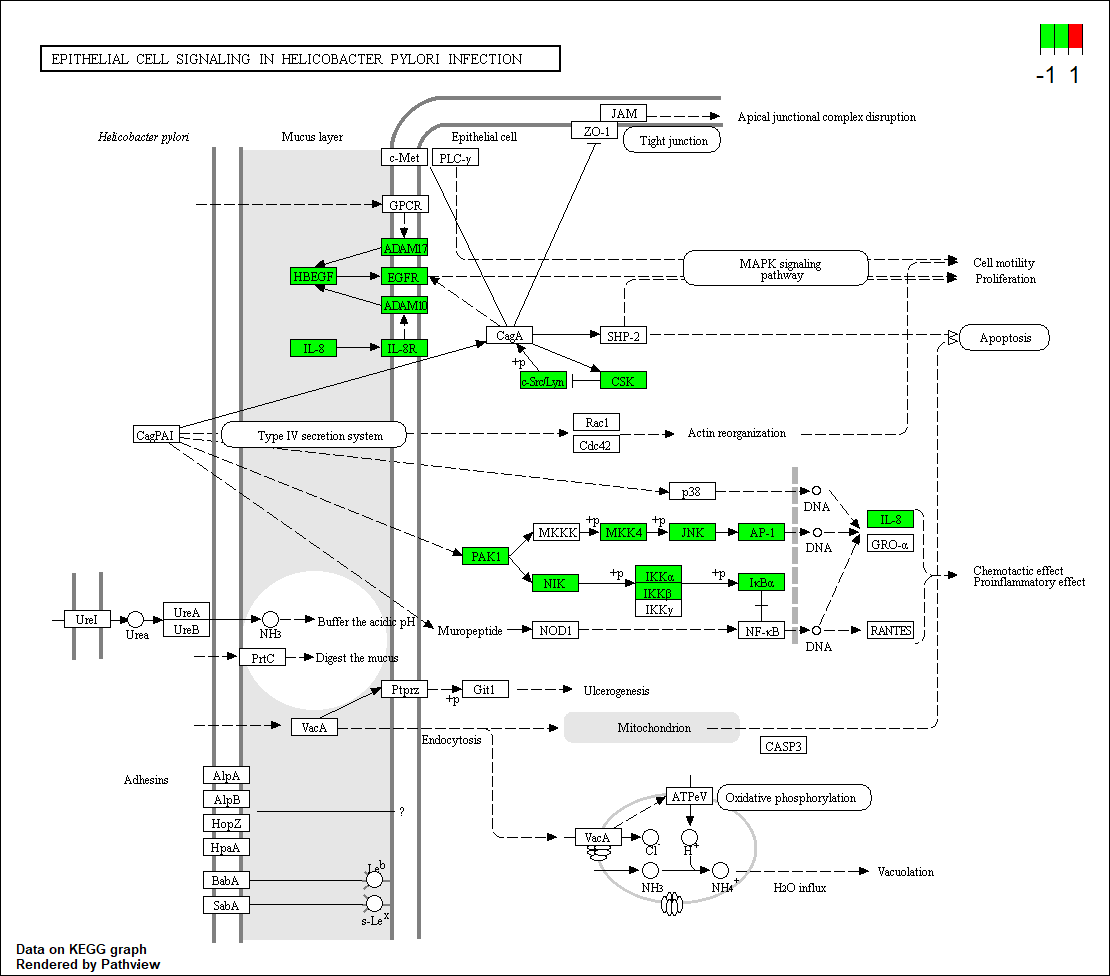 -1 1
EPITHELIAL CELL SIGNALING IN HELICOBACTER PYLORI INFECTION
JAM
Apical junctional complex disruption
ZO-1
Tight junction
Helicobacter pylori
Mucus layer
Epithelial cell
c-Met
PLC-γ
GPCR
ADAM17
HBEGF
EGFR
MAPK signaling
pathway
Cell motility
Proliferation
ADAM10
CagA
SHP-2
Apoptosis
IL-8
IL-8R
+p
c-Src/Lyn
CSK
CagPAI
Type IV secretion system
Rac1
Cdc42
Actin reorganization
p38
DNA
+p
+p
MKKK
MKK4
JNK
AP-1
IL-8
DNA
GRO-α
PAK1
NIK
+p
IKKα
IKKβ
IKKγ
+p
IκBα
Chemotactic effect
Proinflammatory effect
UreI
Urea
UreA
UreB
NH3
Buffer the acidic pH
Muropeptide
NOD1
NF-κB
DNA
RANTES
PrtC
Digest the mucus
Ptprz
+p
Git1
Ulcerogenesis
VacA
Endocytosis
Mitochondrion
CASP3
Adhesins
AlpA
AlpB
HopZ
HpaA
BabA
SabA
?
Le b
s-Le x
ATPeV
Oxidative phosphorylation
VacA
Cl-
H+
NH3
NH4+
H2O influx
Vacuolation
Data on KEGG graph
Rendered by Pathview